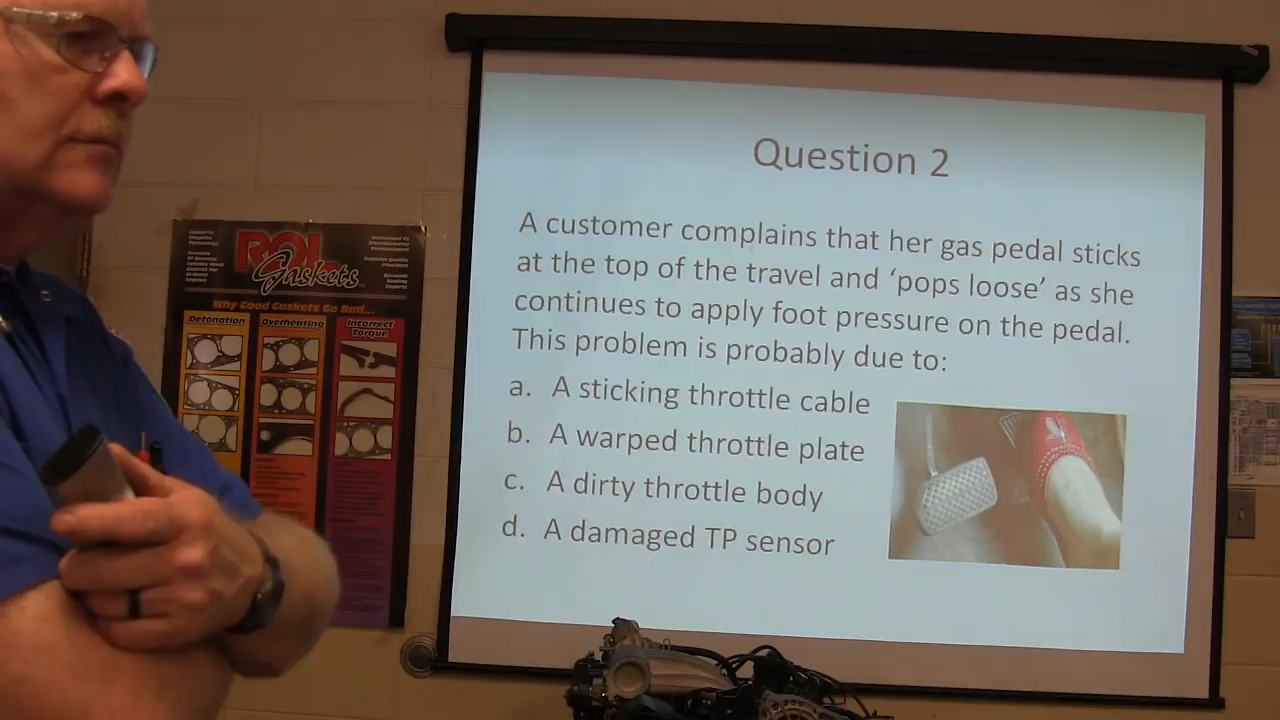 Question 2
A customer complains that her gas pedal sticks
at the top of the travel and ‘pops loose’ as she
continues to apply foot pressure on the pedal.
This problem is probably due to:
a. A sticking throttle cable
b. A warped throttle plate
c. A dirty throttle body
d. A damaged TP sensor
ROL
Gaskets
Why Good Gaskets Go Bad...
Detonation
Overheating
Incorrect
Torque